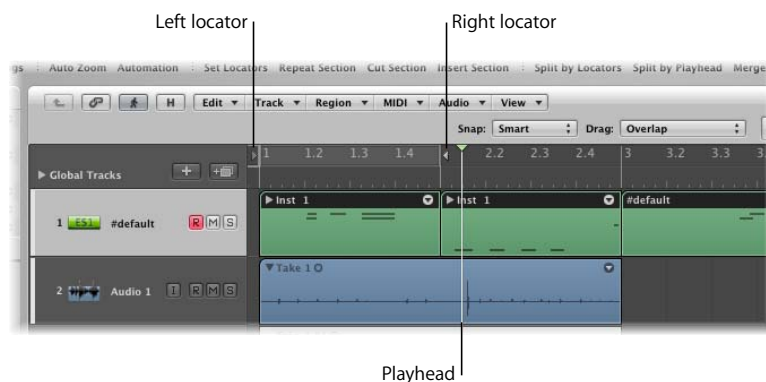 Left locator
Right locator
Auto Zoom Automation Set Locators Repeat Section Cut Section Insert Section Split by Locators Split by Playhead Merge
H Edit Track Region MIDI Audio View
Snap: Smart Drag: Overlap
1 1.2 1.3 1.4 2.2 2.3 2.4 3 3.2 3.3
Global Tracks
Inst 1 Inst 1 #default
1 ES1 #default R M S
Take 1
2 Audio 1 I R M S
Playhead